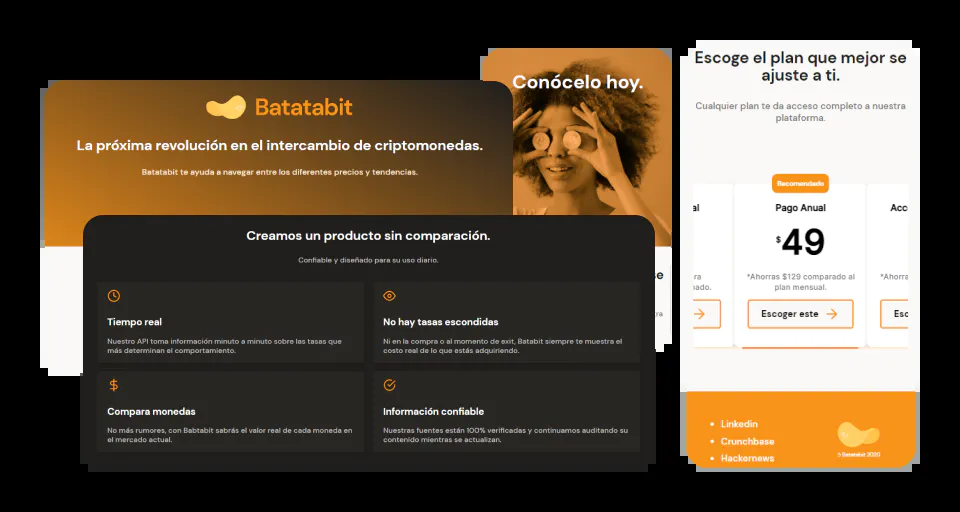 Batatabit
La próxima revolución en el intercambio de criptomonedas.
Batatabit te ayuda a navegar entre los diferentes precios y tendencias.
Conócelo hoy.
Creamos un producto sin comparación.
Confiable y diseñado para su uso diario.
Tiempo real
Nuestro API toma información minuto a minuto sobre las tasas que
más determinan el comportamiento.
No hay tasas escondidas
Ni en la compra o al momento de exit, Batabit siempre te muestra el
costo real de lo que estás adquiriendo.
Compara monedas
No más rumores, con Babtabit sabrás el valor real de cada moneda en
el mercado actual.
Información confiable
Nuestras fuentes están 100% verificadas y continuamos auditando su
contenido mientras se actualizan.
se
ra
Escoge el plan que mejor se
ajuste a ti.
Cualquier plan te da acceso completo a nuestra
plataforma.
al
ra
ado.
Recomendado
Pago Anual
$49
*Ahorras $129 comparado al
plan mensual.
Escoger este
Acc
*Ahorra
Esc
Linkedin
Crunchbase
Hackernews